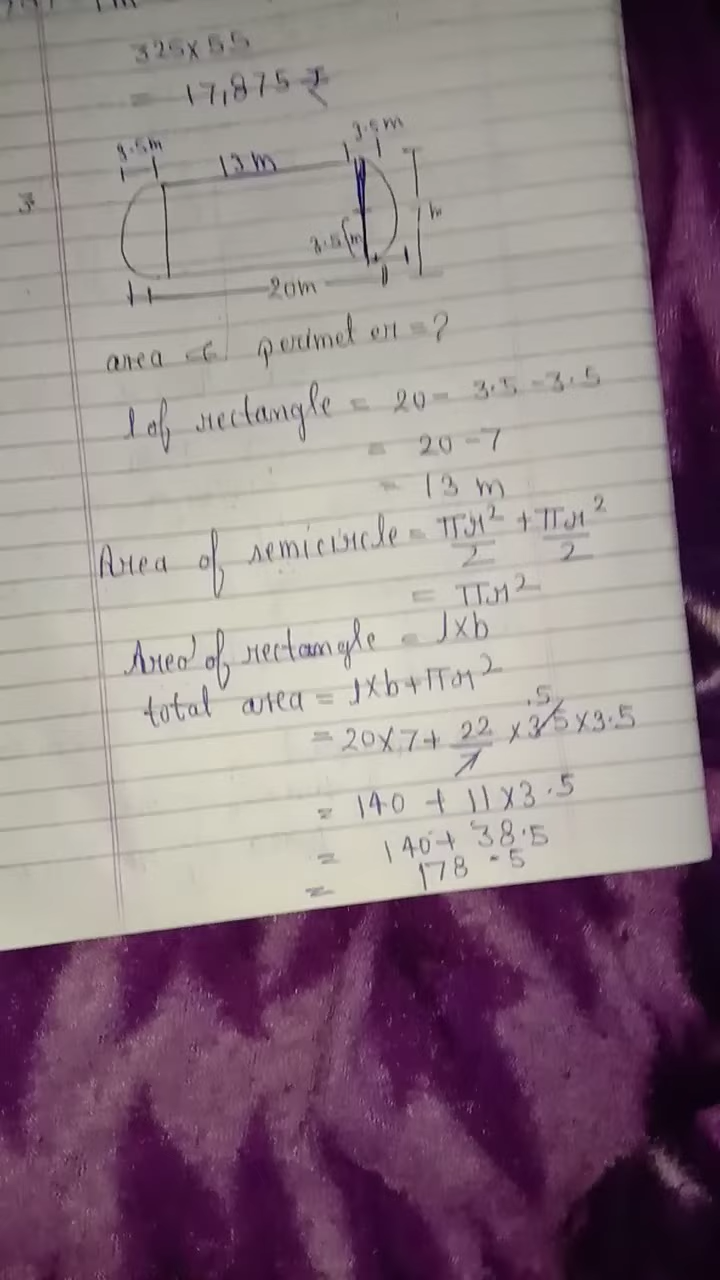 325×55
= 17,875 ₹
3.5m
3.5m
13 m
3
m
3.5m
20m
area & perimeter = ?
l of rectangle = 20 - 3.5 - 3.5
= 20 - 7
= 13 m
Area of semicircle = πr²/2 + πr²/2
= πr²
Area of rectangle = l×b
total area = l×b+πr²
= 20×7+ 22/7 × 3.5 × 3.5
.5
= 140 + 11×3.5
= 140+ 38.5
= 178.5